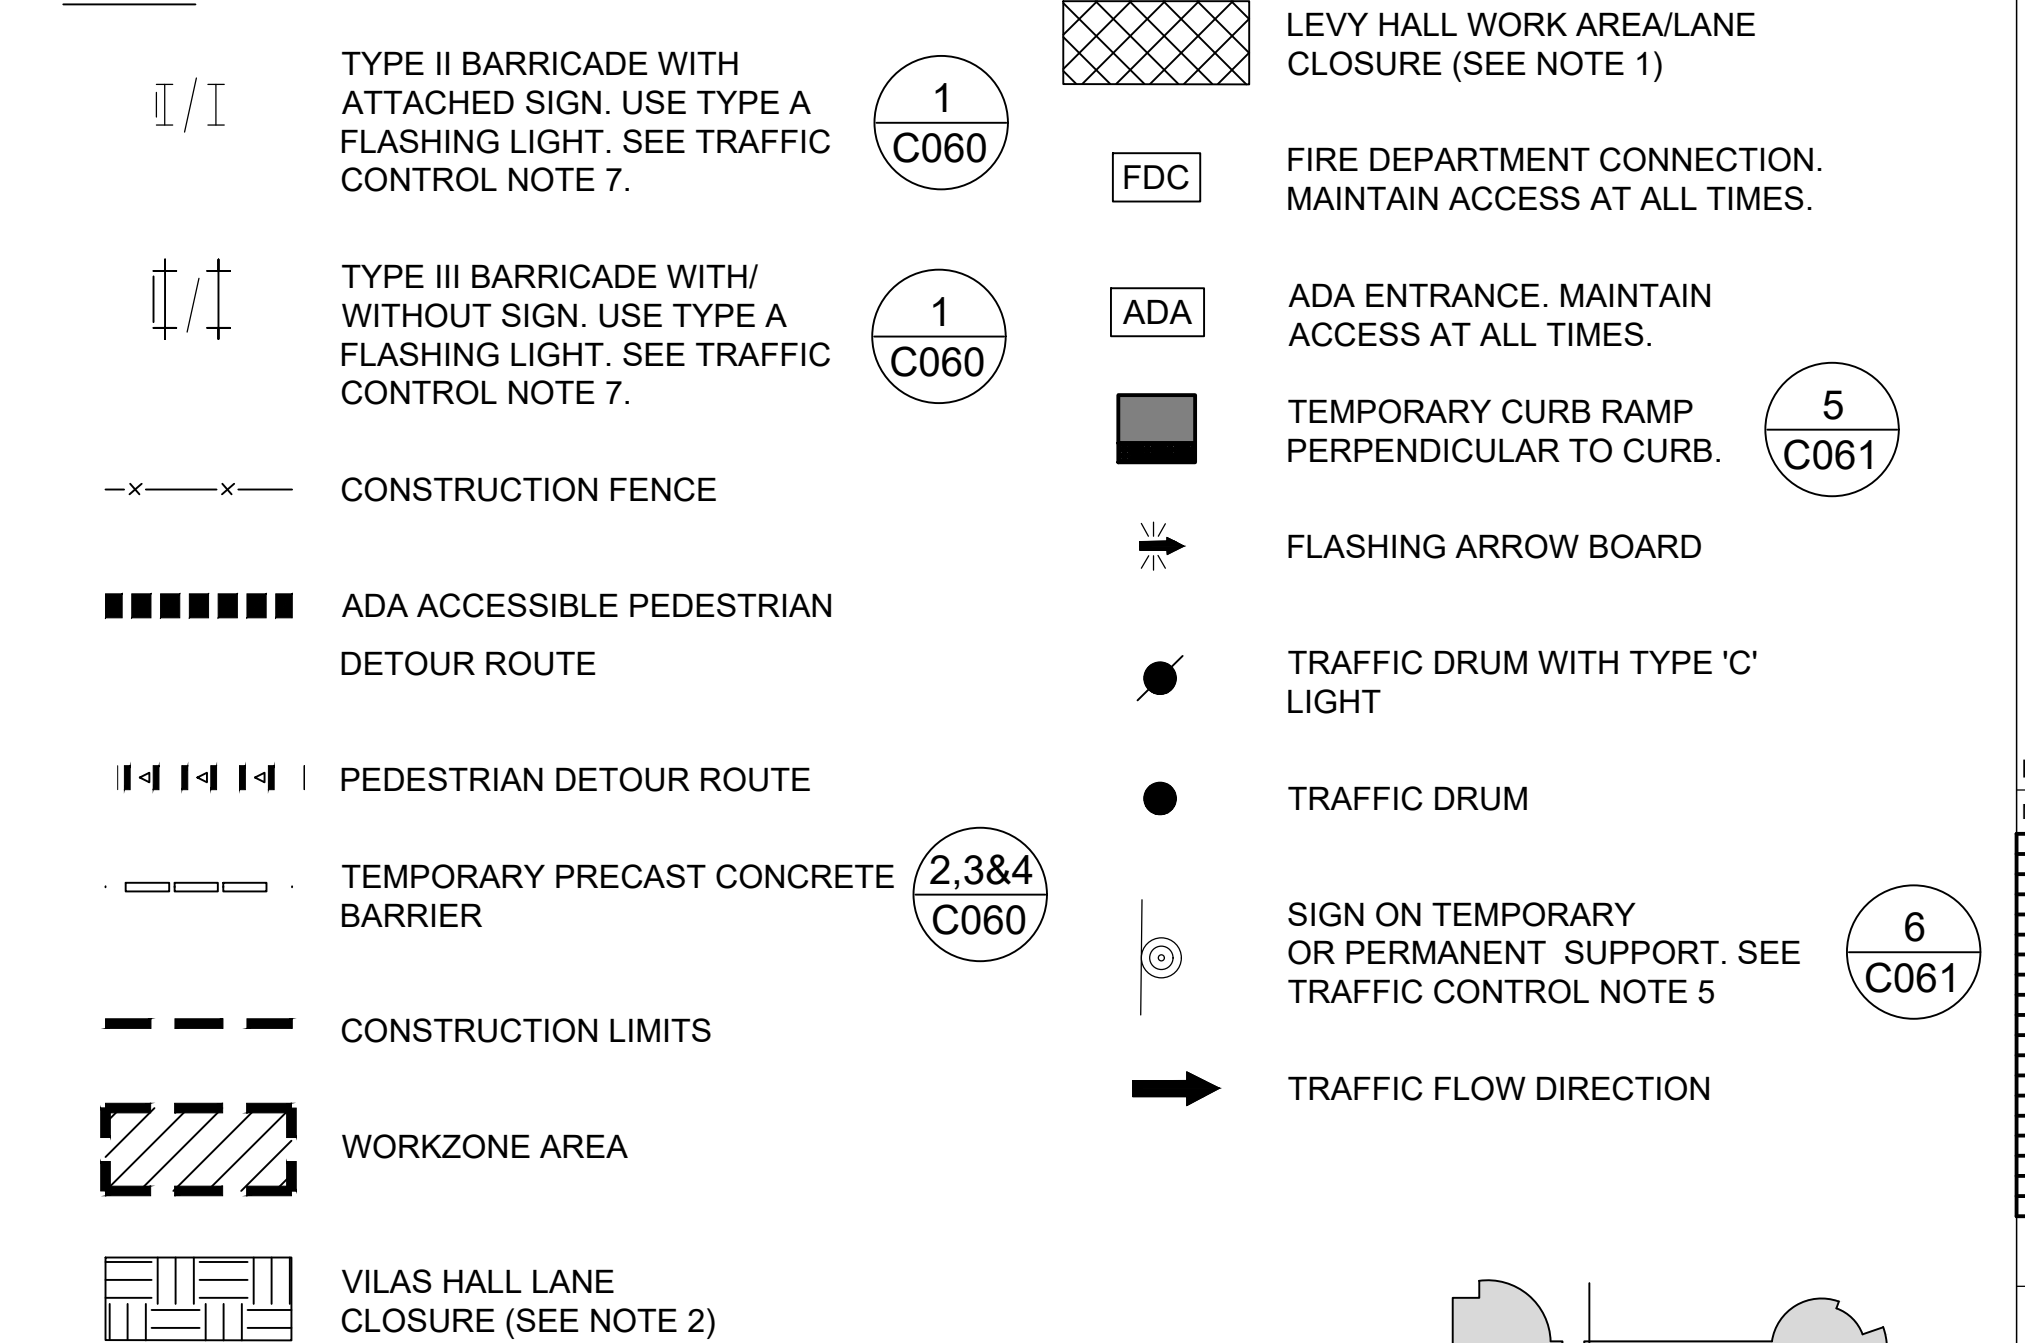 TYPE II BARRICADE WITH
ATTACHED SIGN. USE TYPE A
FLASHING LIGHT. SEE TRAFFIC
CONTROL NOTE 7.
1
C060
TYPE III BARRICADE WITH/
WITHOUT SIGN. USE TYPE A
FLASHING LIGHT. SEE TRAFFIC
CONTROL NOTE 7.
1
C060
CONSTRUCTION FENCE
ADA ACCESSIBLE PEDESTRIAN
DETOUR ROUTE
PEDESTRIAN DETOUR ROUTE
TEMPORARY PRECAST CONCRETE
BARRIER
2,3&4
C060
CONSTRUCTION LIMITS
WORKZONE AREA
VILAS HALL LANE
CLOSURE (SEE NOTE 2)
LEVY HALL WORK AREA/LANE
CLOSURE (SEE NOTE 1)
FDC
FIRE DEPARTMENT CONNECTION.
MAINTAIN ACCESS AT ALL TIMES.
ADA
ADA ENTRANCE. MAINTAIN
ACCESS AT ALL TIMES.
TEMPORARY CURB RAMP
PERPENDICULAR TO CURB.
5
C061
FLASHING ARROW BOARD
TRAFFIC DRUM WITH TYPE 'C'
LIGHT
TRAFFIC DRUM
SIGN ON TEMPORARY
OR PERMANENT SUPPORT. SEE
TRAFFIC CONTROL NOTE 5
6
C061
TRAFFIC FLOW DIRECTION